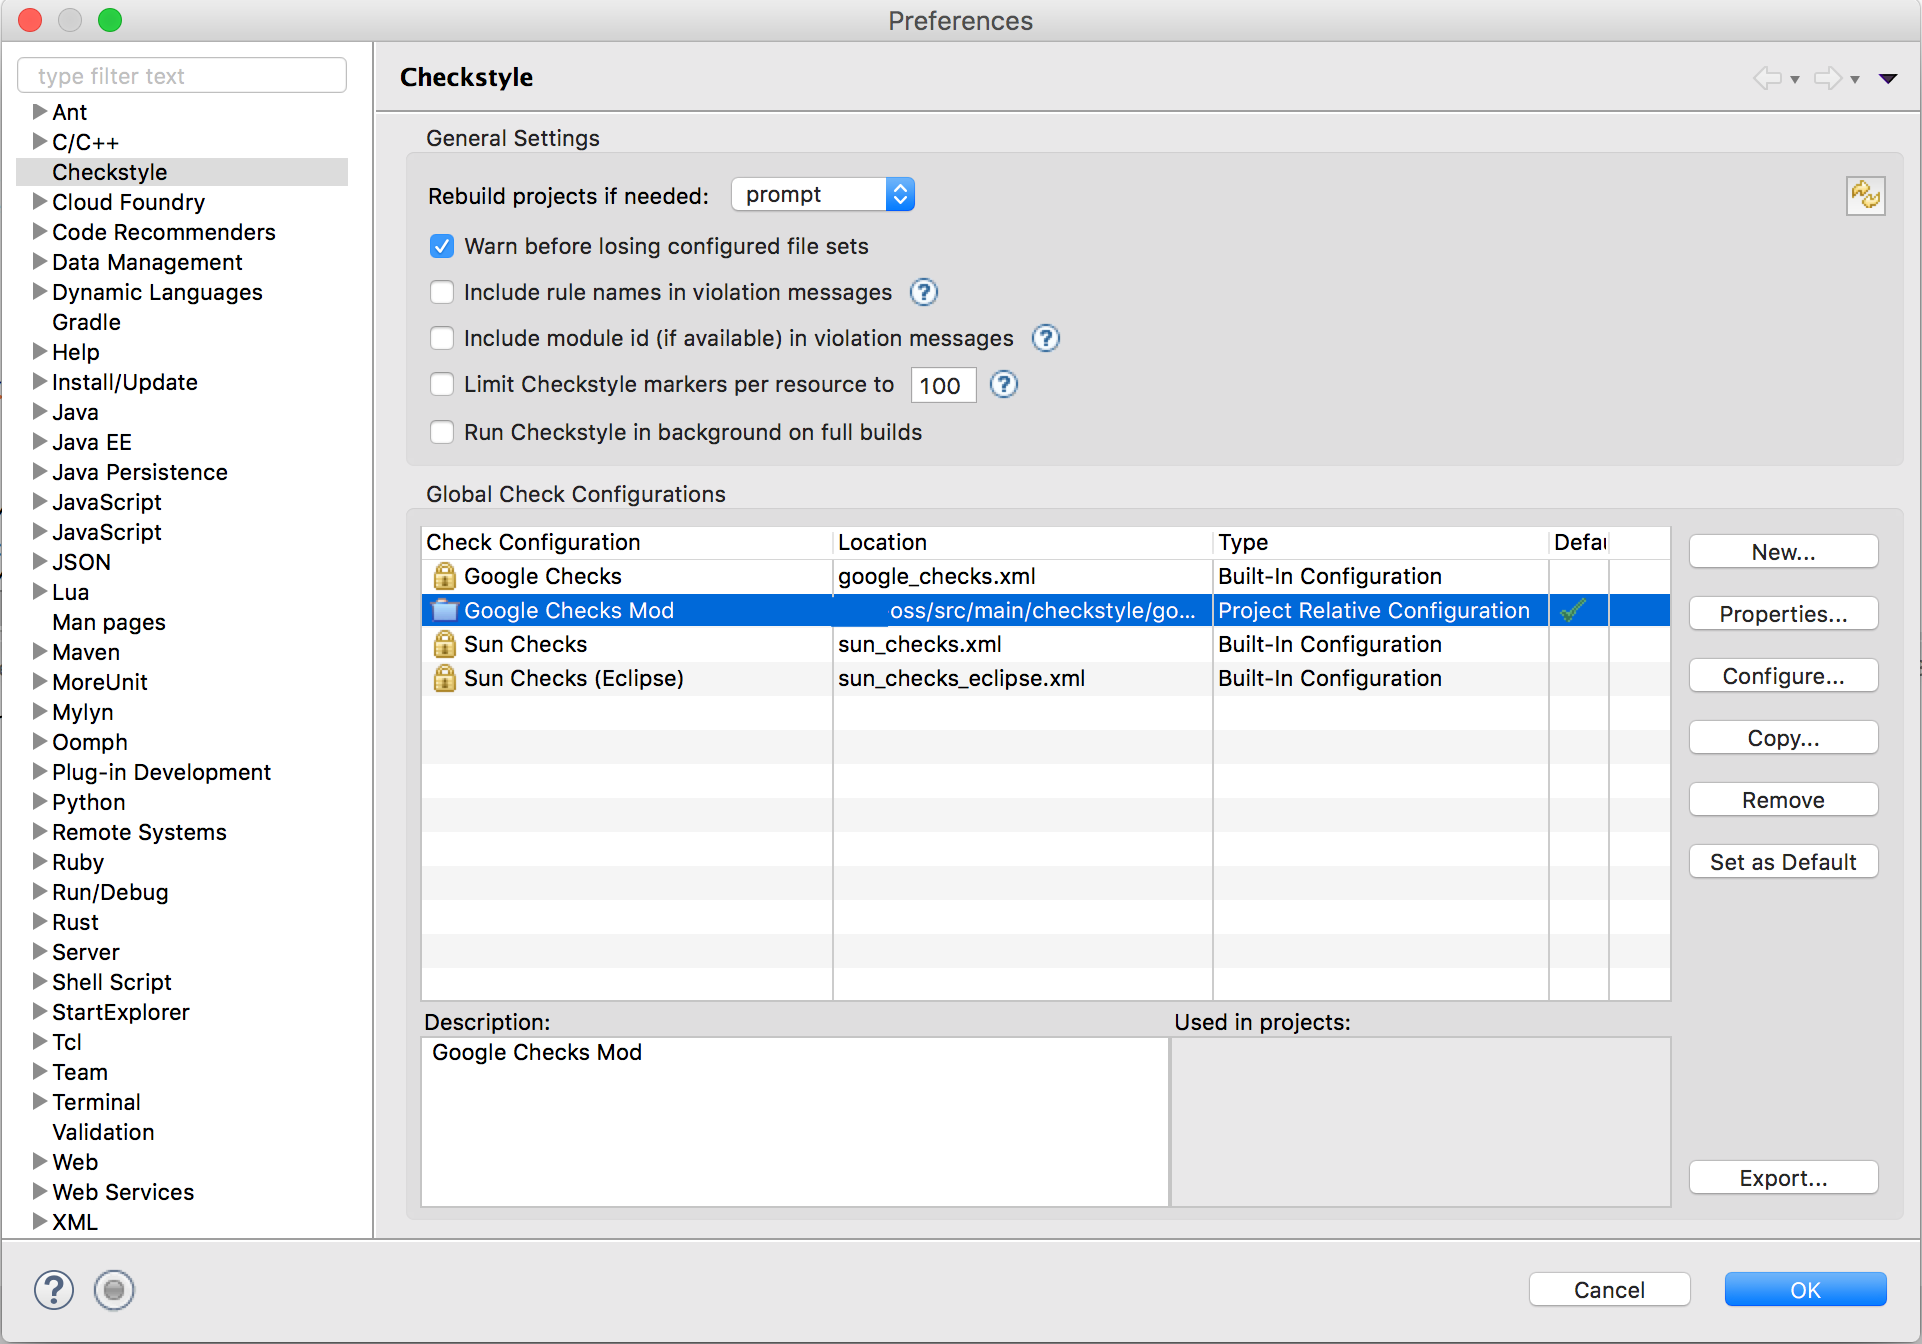 Preferences
type filter text
Ant
C/C++
Checkstyle
Cloud Foundry
Code Recommenders
Data Management
Dynamic Languages
Gradle
Help
Install/Update
Java
Java EE
Java Persistence
JavaScript
JavaScript
JSON
Lua
Man pages
Maven
MoreUnit
Mylyn
Oomph
Plug-in Development
Python
Remote Systems
Ruby
Run/Debug
Rust
Server
Shell Script
StartExplorer
Tcl
Team
Terminal
Validation
Web
Web Services
XML
Checkstyle
General Settings
Rebuild projects if needed: prompt
Warn before losing configured file sets
Include rule names in violation messages ?
Include module id (if available) in violation messages ?
Limit Checkstyle markers per resource to 100 ?
Run Checkstyle in background on full builds
Global Check Configurations
Check Configuration Location Type Defau
Google Checks google_checks.xml Built-In Configuration
Google Checks Mod oss/src/main/checkstyle/go... Project Relative Configuration
Sun Checks sun_checks.xml Built-In Configuration
Sun Checks (Eclipse) sun_checks_eclipse.xml Built-In Configuration
New...
Properties...
Configure...
Copy...
Remove
Set as Default
Description: Used in projects:
Google Checks Mod
Export...
? Cancel OK